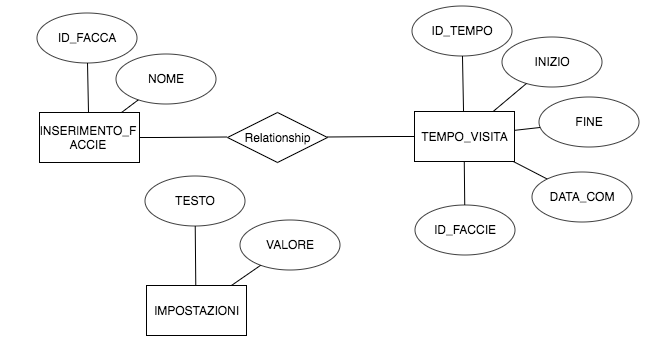 ID_FACCA
NOME
INSERIMENTO_F
ACCIE
Relationship
ID_TEMPO
INIZIO
FINE
TEMPO_VISITA
DATA_COM
ID_FACCIE
TESTO
VALORE
IMPOSTAZIONI